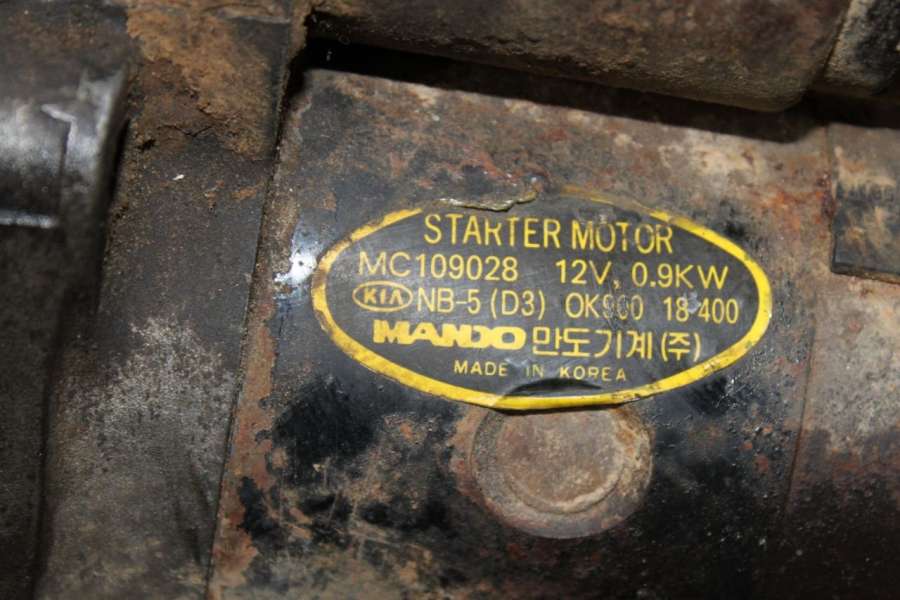 STARTER MOTOR
MC109028 12V, 0.9KW
KIA NB-5 (D3) OK900 18 400
MANDO 만도기계(주)
MADE IN KOREA